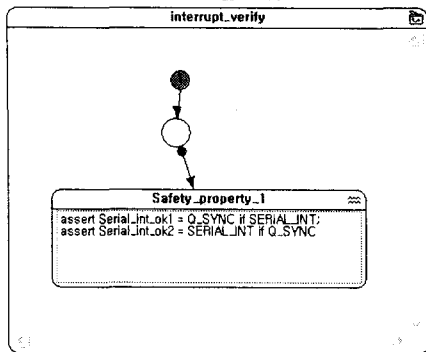 interrupt_verify
Safety_property_1
assert Serial_int_ok1 = Q_SYNC if SERIAL_INT;
assert Serial_int_ok2 = SERIAL_INT if Q_SYNC